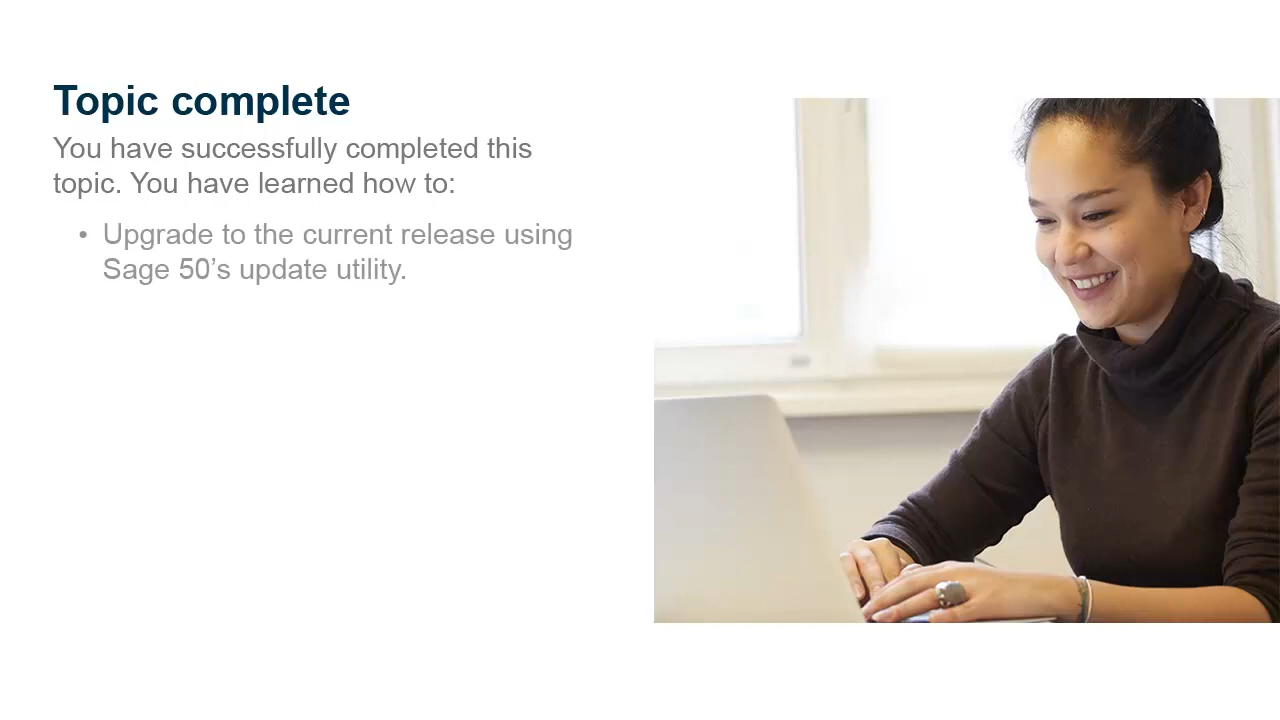 Topic complete
You have successfully completed this
topic. You have learned how to:
• Upgrade to the current release using
Sage 50’s update utility.